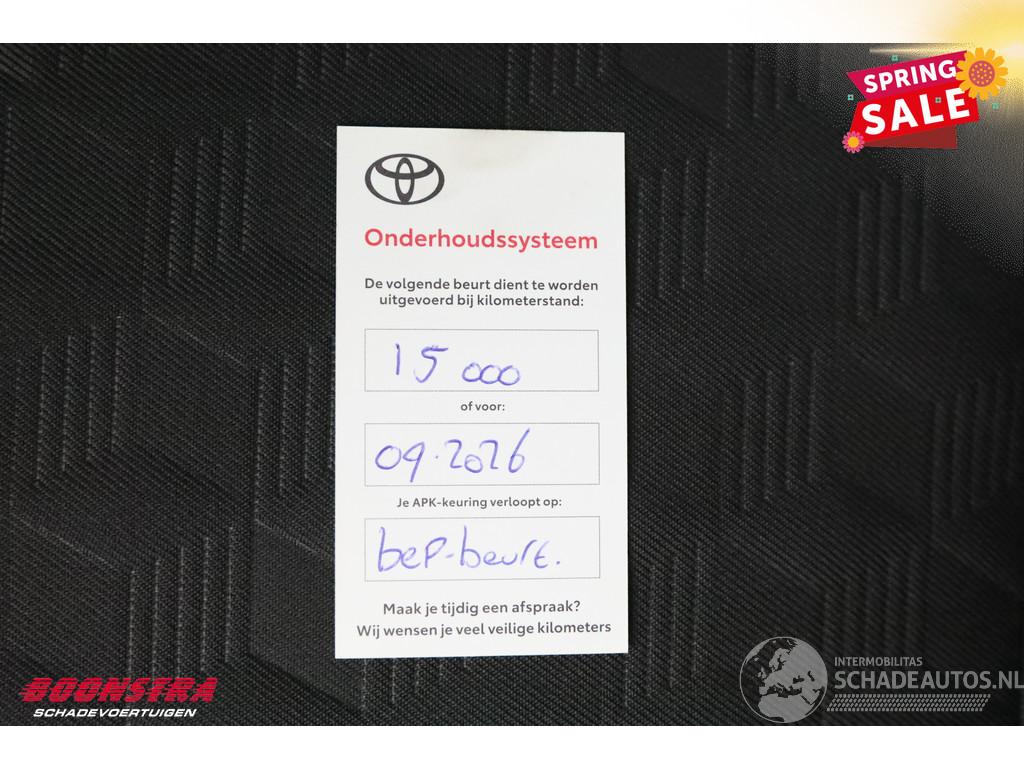 SPRING
SALE
Onderhoudssysteem
De volgende beurt dient te worden
uitgevoerd bij kilometerstand:
15 000
of voor:
09.2026
Je APK-keuring verloopt op:
beP-beurt.
Maak je tijdig een afspraak?
Wij wensen je veel veilige kilometers
BOONSTRA
SCHADEVOERTUIGEN
INTERMOBILITAS
SCHADEAUTOS.NL